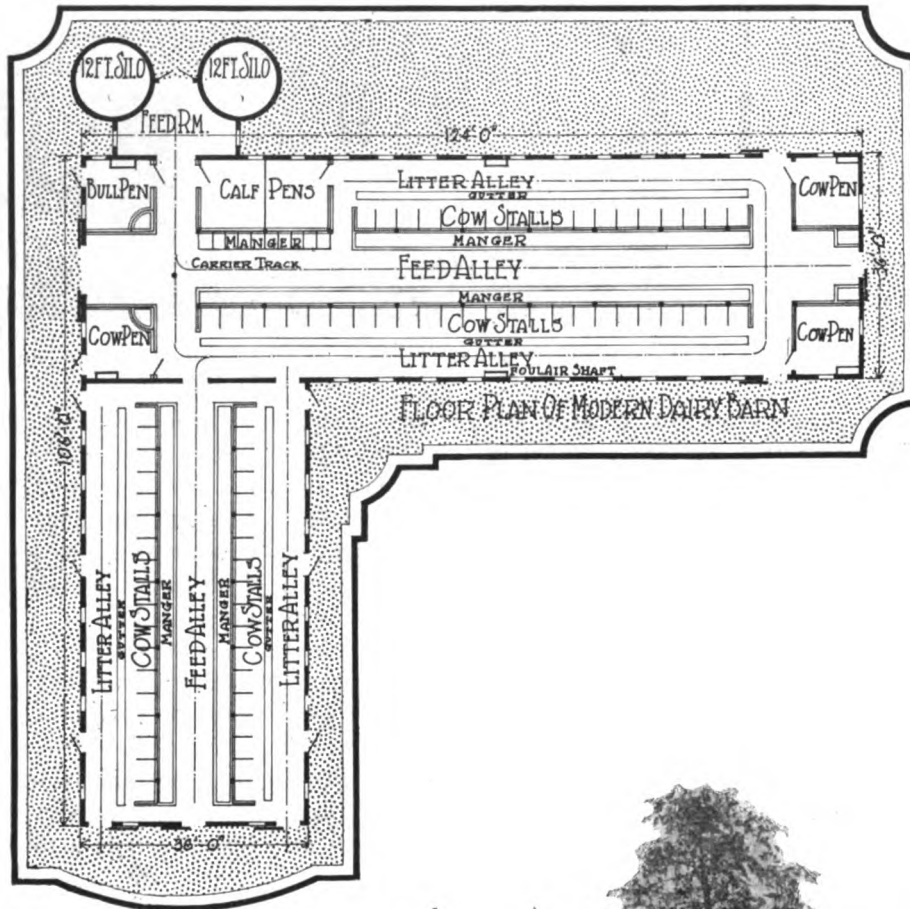 12 FT. SILO
12 FT. SILO
FEED RM.
124'-0"
BULL PEN
CALF PENS
LITTER ALLEY
GUTTER
COW STALLS
MANGER
COW PEN
MANGER
CARRIER TRACK
FEED ALLEY
36'-0"
MANGER
COW STALLS
GUTTER
LITTER ALLEY
FOUL AIR SHAFT
COW PEN
COW PEN
FLOOR PLAN OF MODERN DAIRY BARN
106'-0"
LITTER ALLEY
GUTTER
COW STALLS
MANGER
FEED ALLEY
MANGER
COW STALLS
GUTTER
LITTER ALLEY
36'-0"